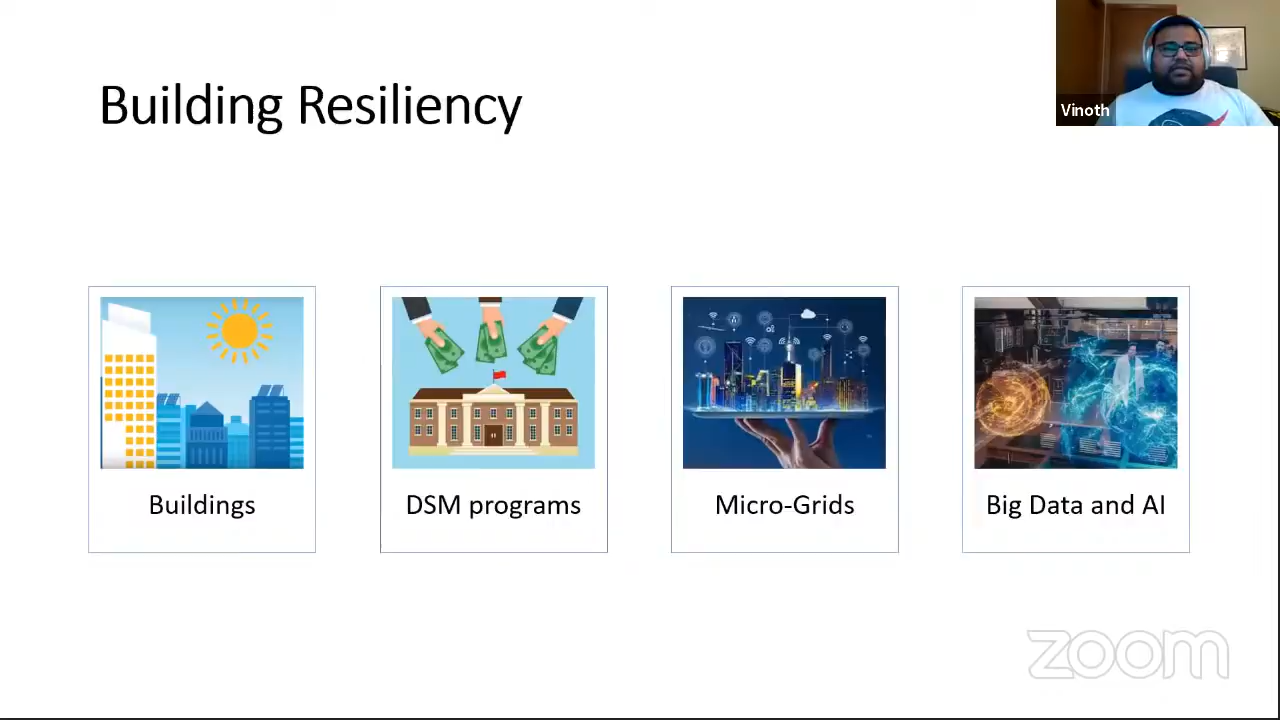 Building Resiliency
Vinoth
Buildings
DSM programs
Micro-Grids
Big Data and AI
zoom